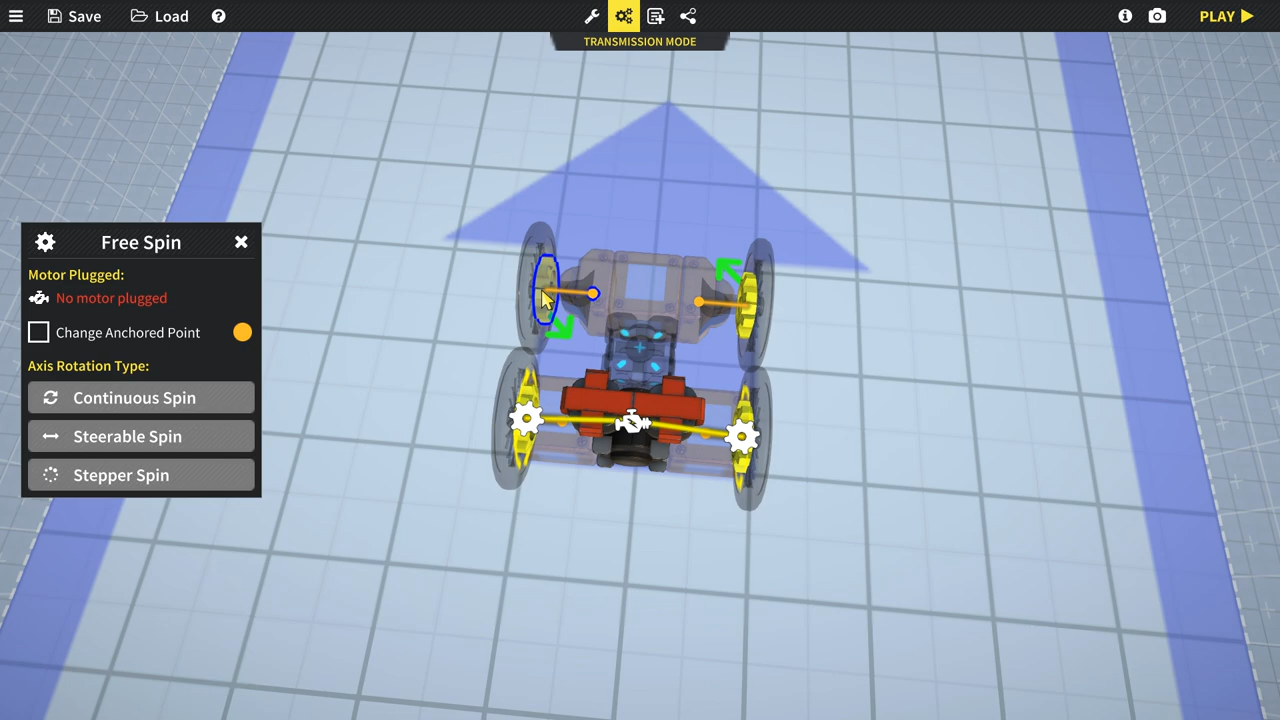 Save
Load
PLAY
TRANSMISSION MODE
Free Spin
Motor Plugged:
No motor plugged
Change Anchored Point
Axis Rotation Type:
Continuous Spin
Steerable Spin
Stepper Spin